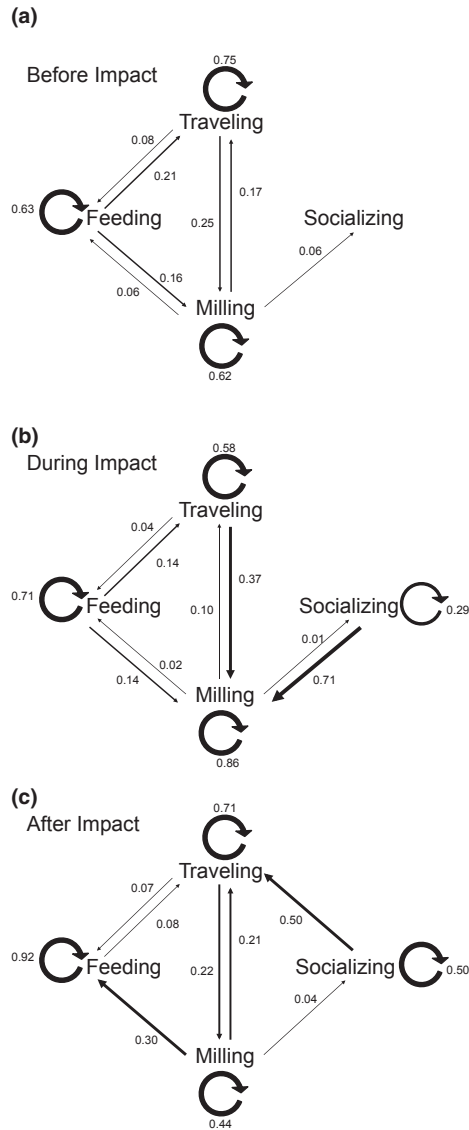 (a)
Before Impact
0.75
Traveling
0.08
0.21
0.17
0.63
Feeding
0.25
Socializing
0.16
0.06
0.06
Milling
0.62
(b)
During Impact
0.58
Traveling
0.04
0.14
0.37
0.71
Feeding
0.10
Socializing
0.29
0.02
0.01
0.14
0.71
Milling
0.86
(c)
After Impact
0.71
Traveling
0.07
0.08
0.21
0.50
0.92
Feeding
0.22
Socializing
0.50
0.04
0.30
Milling
0.44